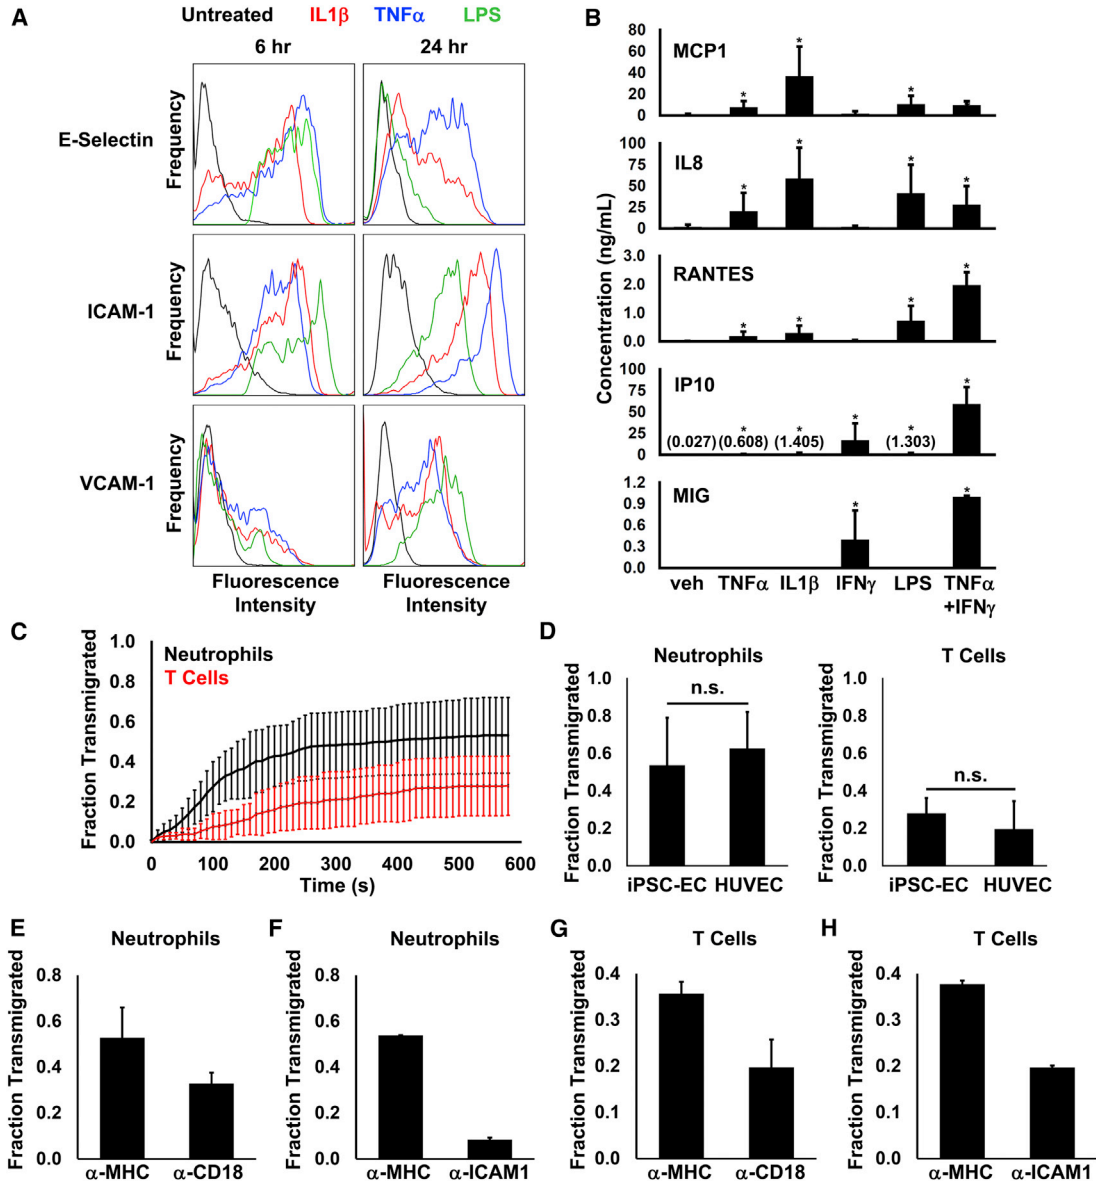 A
Untreated IL1β TNFα LPS
6 hr 24 hr
E-Selectin
Frequency
Frequency
ICAM-1
Frequency
Frequency
VCAM-1
Frequency
Frequency
Fluorescence Intensity
Fluorescence Intensity
B
Concentration (ng/mL)
MCP1
80
60
40
20
0
* * *
IL8
100
75
50
25
0
* * * *
RANTES
3.0
2.0
1.0
0.0
* * * *
IP10
100
75
50
25
0
* * * * *
(0.027) (0.608) (1.405) (1.303)
MIG
1.2
0.9
0.6
0.3
0.0
* *
veh TNFα IL1β IFNγ LPS TNFα
+IFNγ
C
Fraction Transmigrated
1.0
0.8
0.6
0.4
0.2
0.0
Neutrophils
T Cells
0 100 200 300 400 500 600
Time (s)
D
Neutrophils
Fraction Transmigrated
1.0
0.8
0.6
0.4
0.2
0.0
n.s.
iPSC-EC HUVEC
T Cells
Fraction Transmigrated
1.0
0.8
0.6
0.4
0.2
0.0
n.s.
iPSC-EC HUVEC
E
Neutrophils
Fraction Transmigrated
0.8
0.6
0.4
0.2
0.0
α-MHC α-CD18
F
Neutrophils
Fraction Transmigrated
0.8
0.6
0.4
0.2
0.0
α-MHC α-ICAM1
G
T Cells
Fraction Transmigrated
0.4
0.3
0.2
0.1
0.0
α-MHC α-CD18
H
T Cells
Fraction Transmigrated
0.4
0.3
0.2
0.1
0.0
α-MHC α-ICAM1